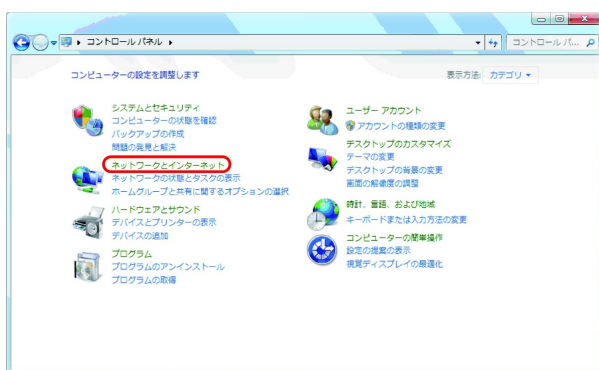 コントロール パネル
コントロール パ...
コンピューターの設定を調整します
表示方法: カテゴリ
システムとセキュリティ
コンピューターの状態を確認
バックアップの作成
問題の発見と解決
ネットワークとインターネット
ネットワークの状態とタスクの表示
ホームグループと共有に関するオプションの選択
ハードウェアとサウンド
デバイスとプリンターの表示
デバイスの追加
プログラム
プログラムのアンインストール
プログラムの取得
ユーザー アカウント
アカウントの種類の変更
デスクトップのカスタマイズ
テーマの変更
デスクトップの背景の変更
画面の解像度の調整
時計、言語、および地域
キーボードまたは入力方法の変更
コンピューターの簡単操作
設定の提案の表示
視覚ディスプレイの最適化